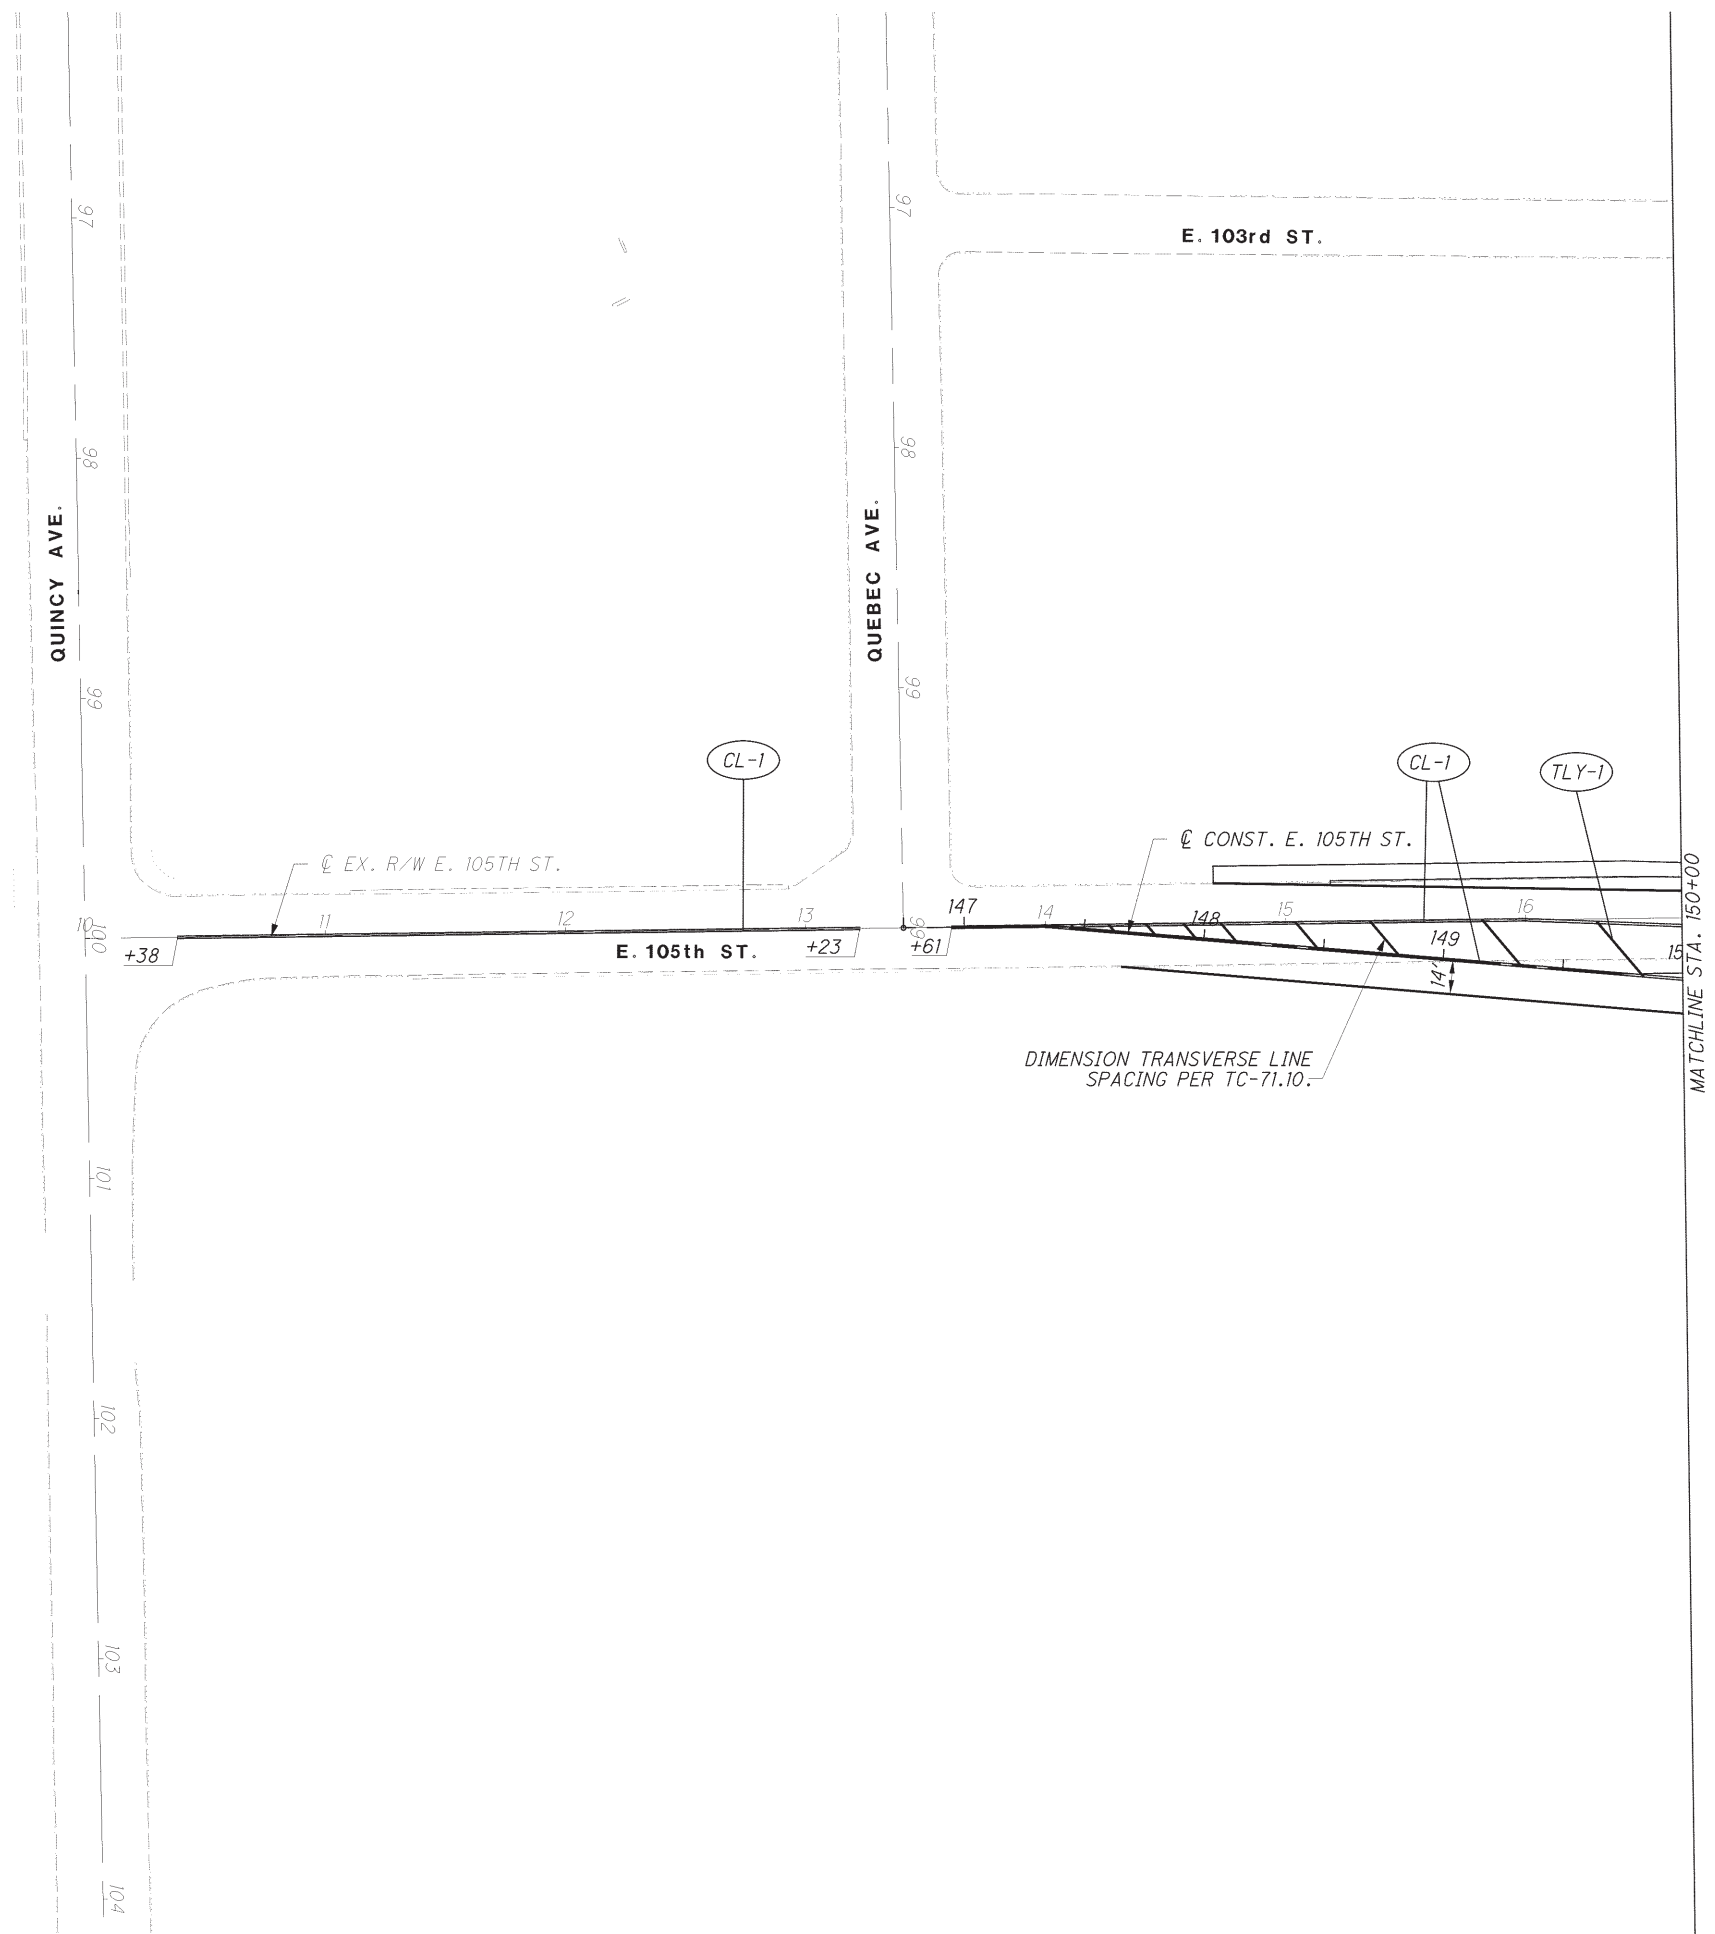 97
97
E. 103rd ST.
98
98
QUINCY AVE.
QUEBEC AVE.
99
99
CL-1
CL-1
TLY-1
℄ CONST. E. 105TH ST.
℄ EX. R/W E. 105TH ST.
MATCHLINE STA. 150+00
10
100
11
12
13
99
147
14
148
15
16
+38
E. 105th ST.
+23
+61
149
15
14'
DIMENSION TRANSVERSE LINE
SPACING PER TC-71.10.
101
102
103
104